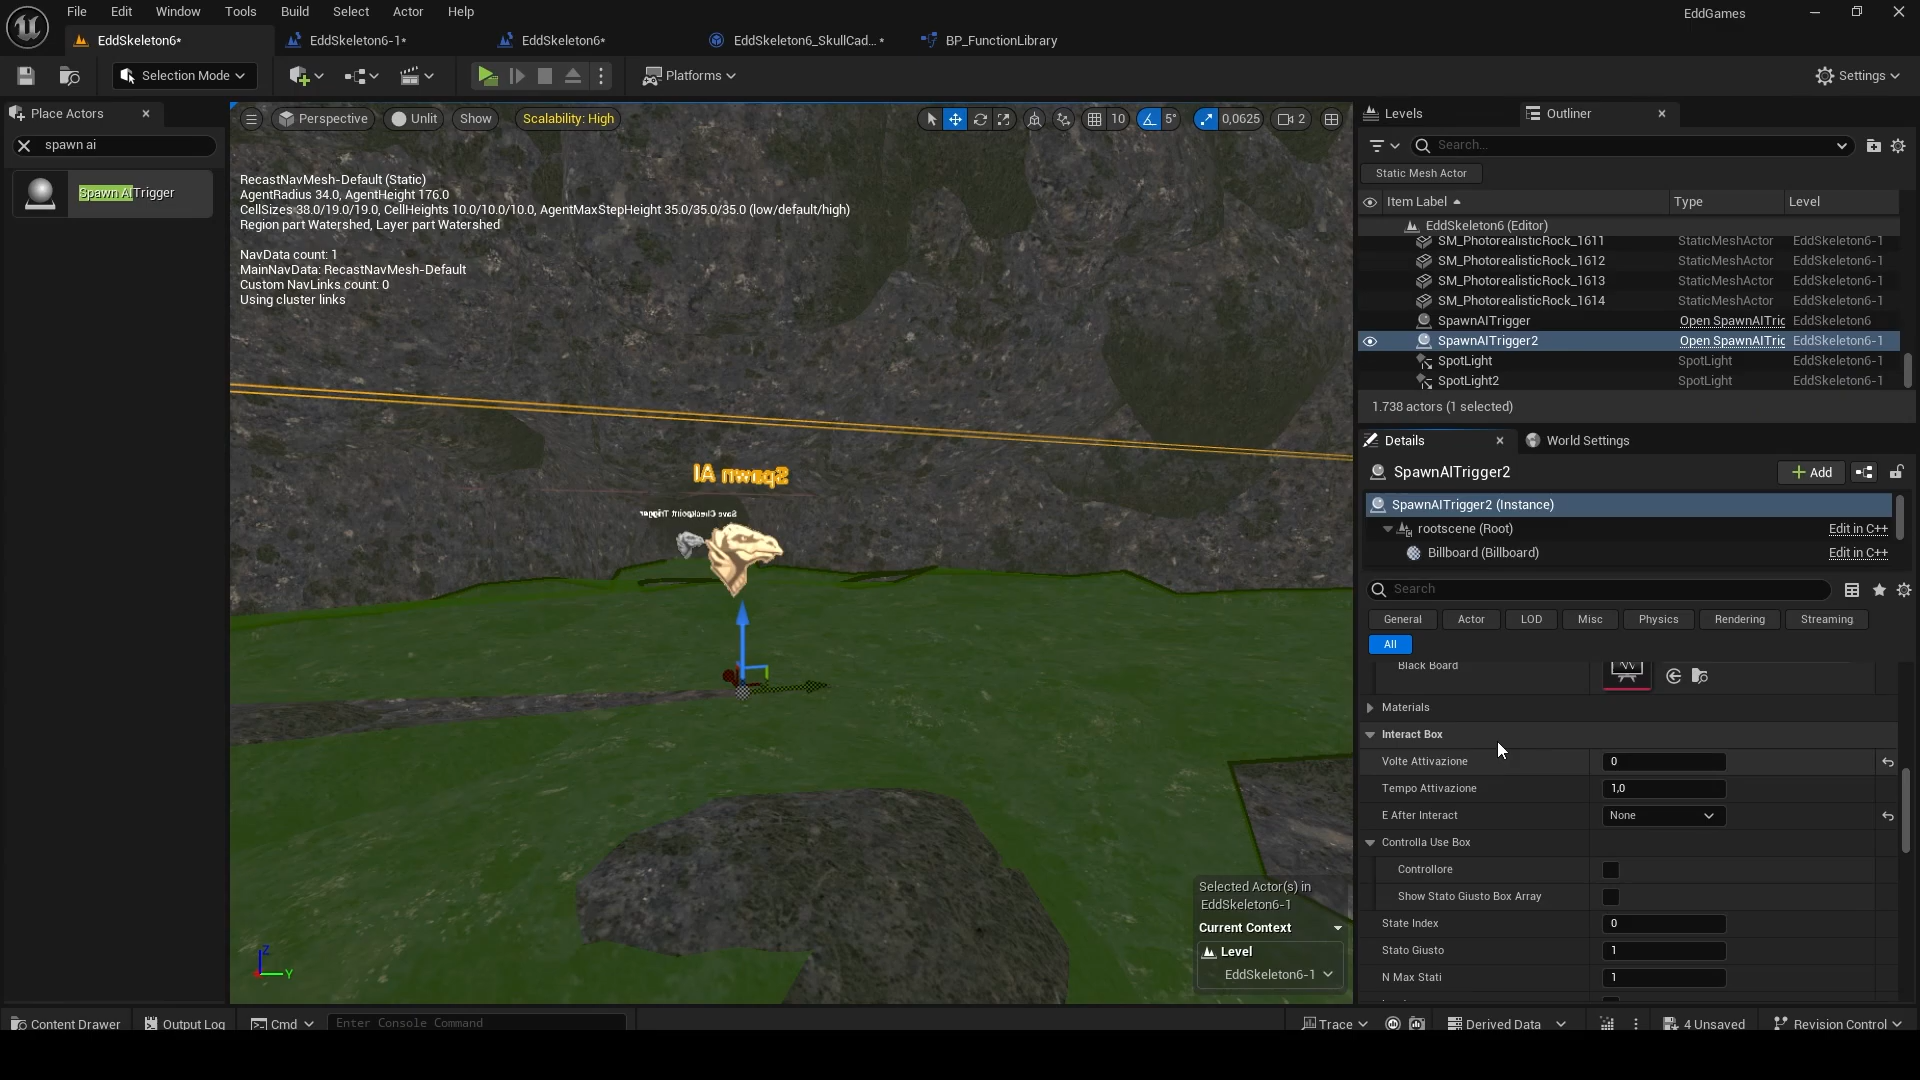 File Edit Window Tools Build Select Actor Help
EddGames
EddSkeleton6*
EddSkeleton6-1*
EddSkeleton6*
EddSkeleton6_SkullCad... *
BP_FunctionLibrary
Selection Mode
Platforms
Settings
Place Actors
spawn ai
Spawn AI Trigger
Perspective
Unlit
Show
Scalability: High
10
5°
0,0625
2
RecastNavMesh-Default (Static)
AgentRadius 34.0, AgentHeight 176.0
CellSizes 38.0/19.0/19.0, CellHeights 10.0/10.0/10.0, AgentMaxStepHeight 35.0/35.0/35.0 (low/default/high)
Region part Watershed, Layer part Watershed
NavData count: 1
MainNavData: RecastNavMesh-Default
Custom NavLinks count: 0
Using cluster links
Spawn AI
Save Checkpoint Trigger
Z
Y
Selected Actor(s) in
EddSkeleton6-1
Current Context
Level
EddSkeleton6-1
Levels
Outliner
Search...
Static Mesh Actor
Item Label Type Level
EddSkeleton6 (Editor)
SM_PhotorealisticRock_1611 StaticMeshActor EddSkeleton6-1
SM_PhotorealisticRock_1612 StaticMeshActor EddSkeleton6-1
SM_PhotorealisticRock_1613 StaticMeshActor EddSkeleton6-1
SM_PhotorealisticRock_1614 StaticMeshActor EddSkeleton6-1
SpawnAITrigger Open SpawnAITric EddSkeleton6
SpawnAITrigger2 Open SpawnAITric EddSkeleton6-1
SpotLight SpotLight EddSkeleton6-1
SpotLight2 SpotLight EddSkeleton6-1
1.738 actors (1 selected)
Details
World Settings
SpawnAITrigger2
Add
SpawnAITrigger2 (Instance)
rootscene (Root) Edit in C++
Billboard (Billboard) Edit in C++
Search
General Actor LOD Misc Physics Rendering Streaming
All
Black Board
Materials
Interact Box
Volte Attivazione 0
Tempo Attivazione 1,0
E After Interact None
Controlla Use Box
Controllore
Show Stato Giusto Box Array
State Index 0
Stato Giusto 1
N Max Stati 1
Content Drawer
Output Log
Cmd
Enter Console Command
Trace
Derived Data
4 Unsaved
Revision Control